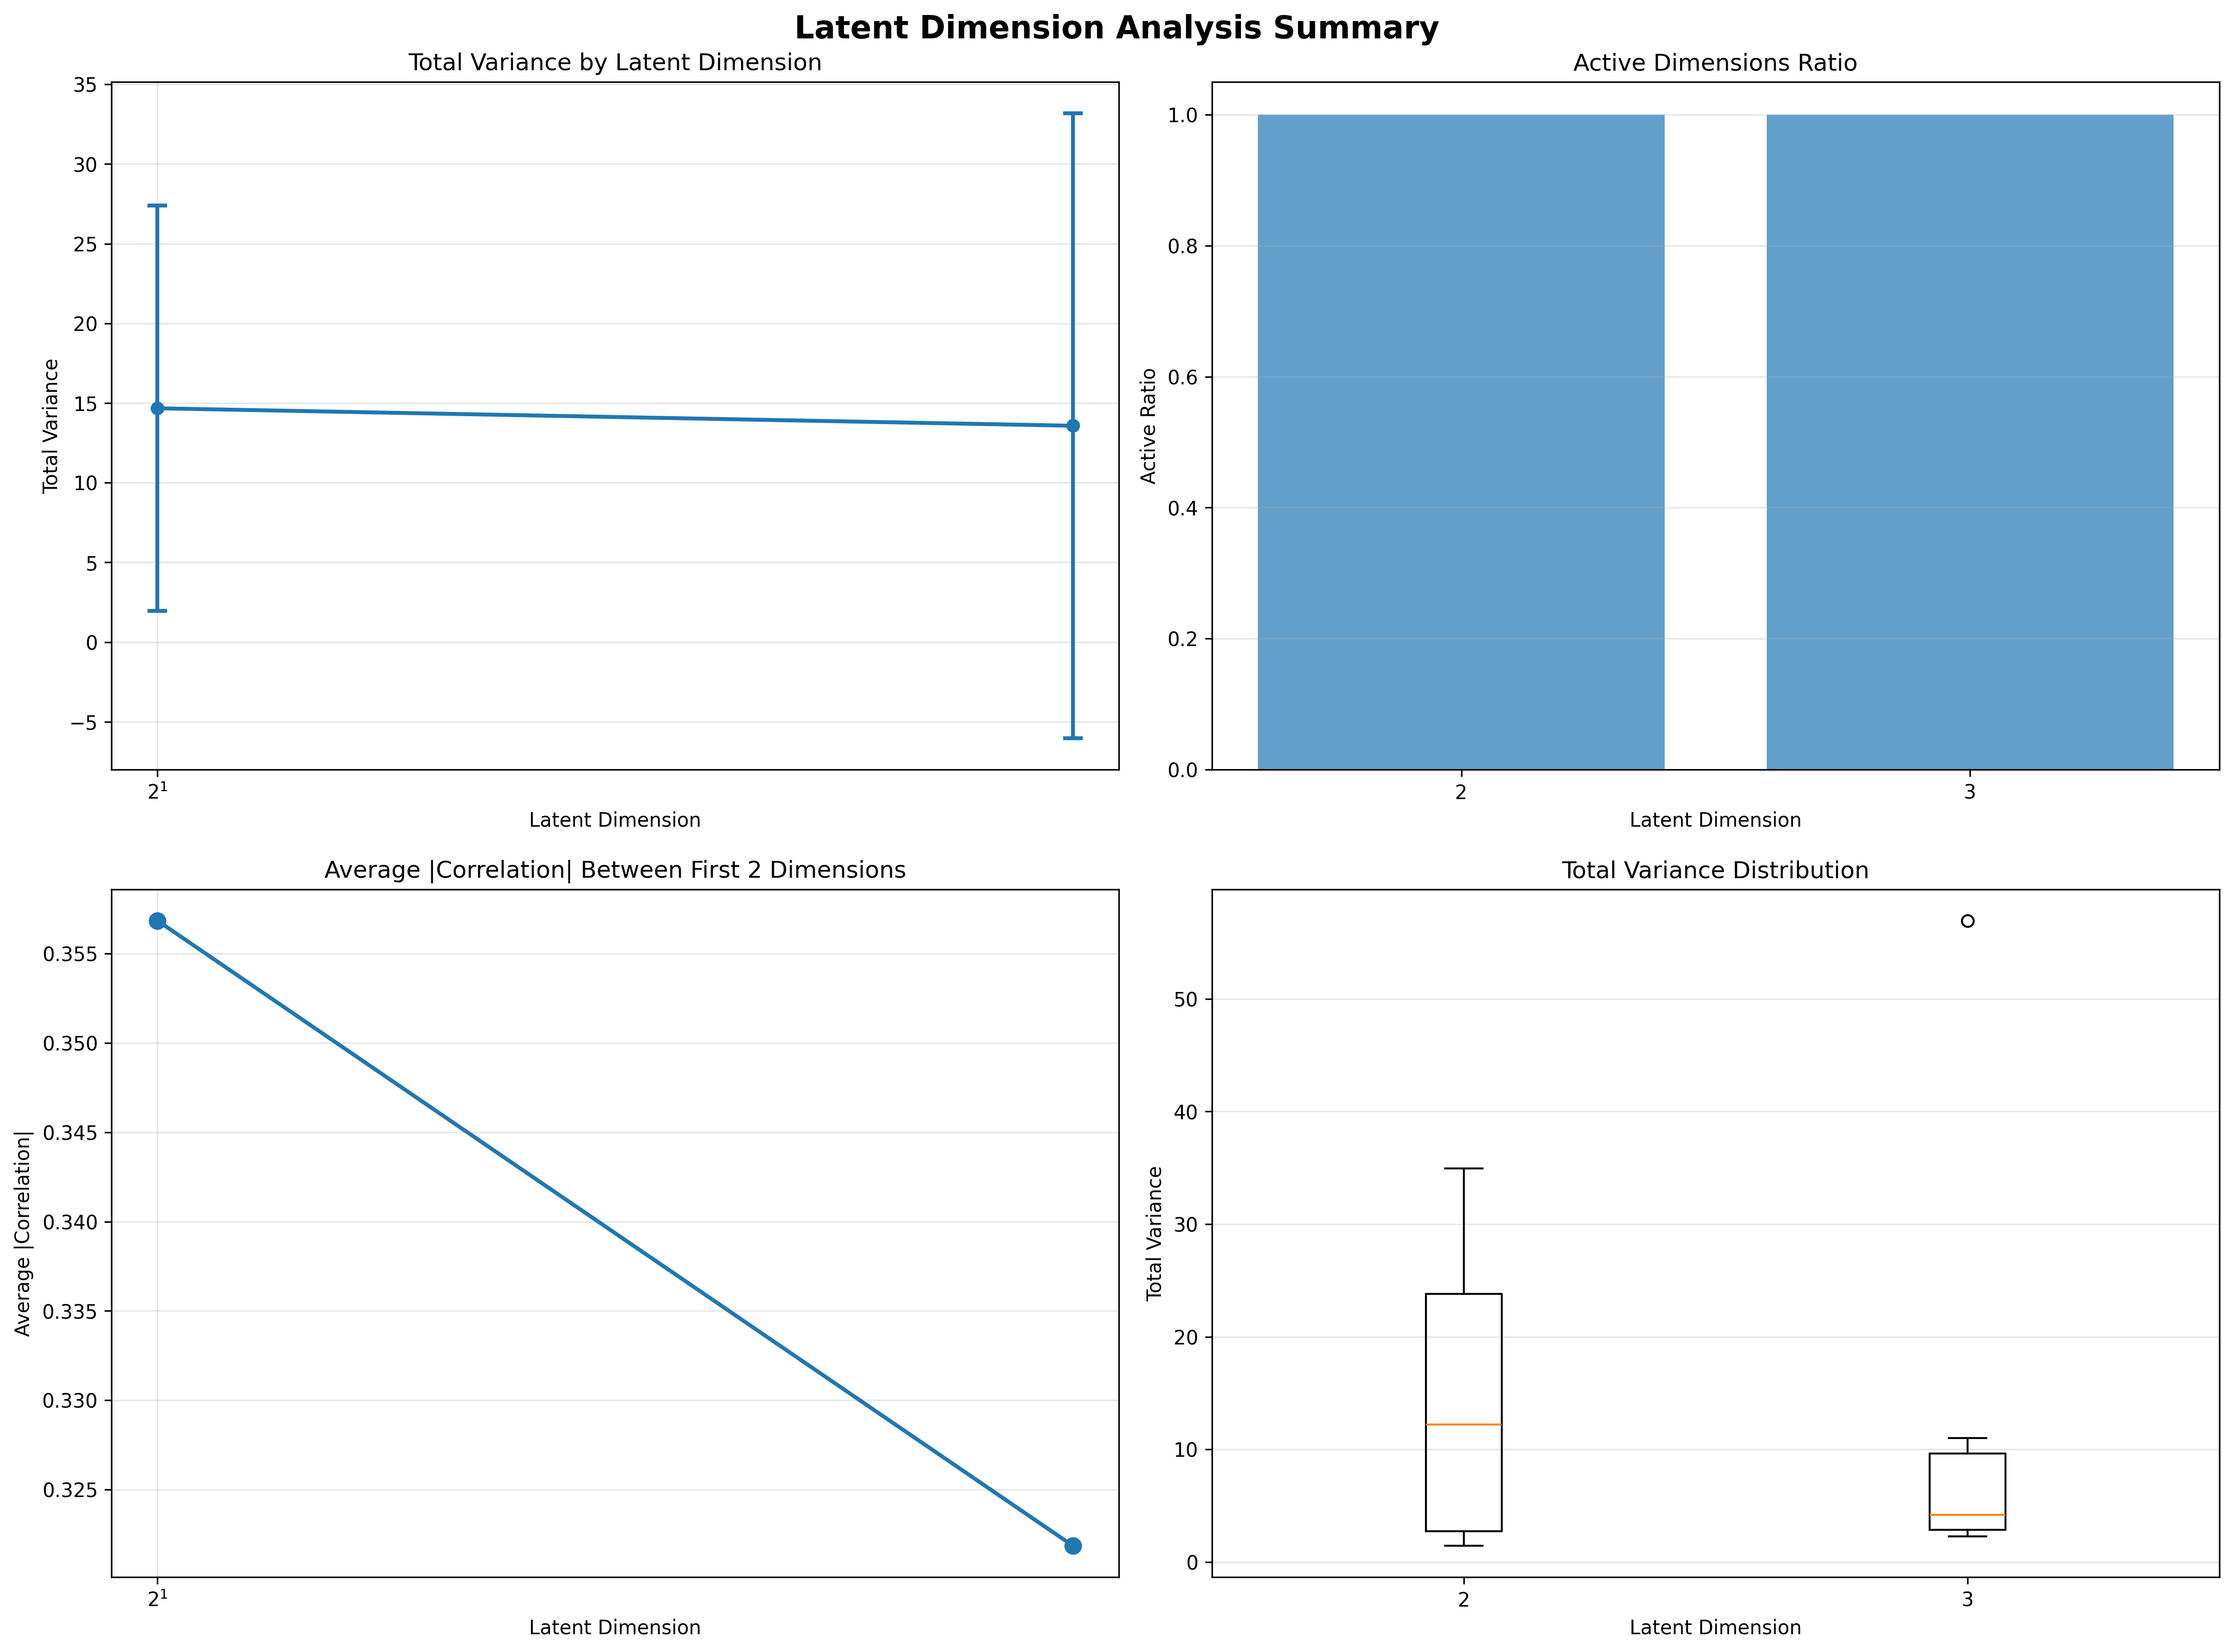 Latent Dimension Analysis Summary
Total Variance by Latent Dimension
35
30
25
20
15
10
5
0
−5
Total Variance
2¹
Latent Dimension
Active Dimensions Ratio
1.0
0.8
0.6
0.4
0.2
0.0
Active Ratio
2 3
Latent Dimension
Average |Correlation| Between First 2 Dimensions
0.355
0.350
0.345
0.340
0.335
0.330
0.325
Average |Correlation|
2¹
Latent Dimension
Total Variance Distribution
50
40
30
20
10
0
Total Variance
2 3
Latent Dimension